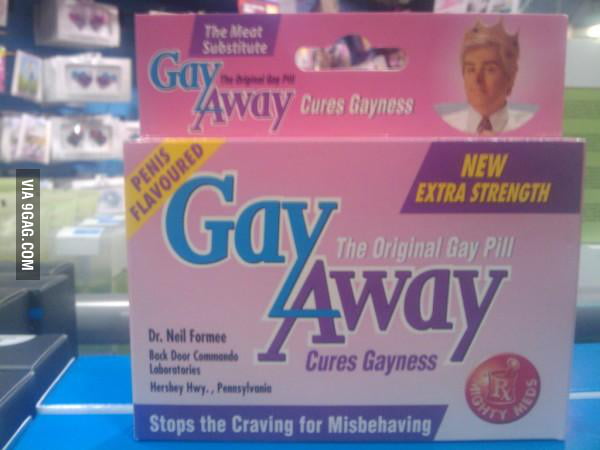 The Meat
Substitute
Gay
The Original Gay Pill
Away
Cures Gayness
PENIS
FLAVOURED
NEW
EXTRA STRENGTH
Gay
The Original Gay Pill
Away
Cures Gayness
Dr. Neil Formee
Back Door Commando
Laboratories
Hershey Hwy., Pennsylvania
Rx
MIGHTY MEDS
Stops the Craving for Misbehaving
VIA 9GAG.COM